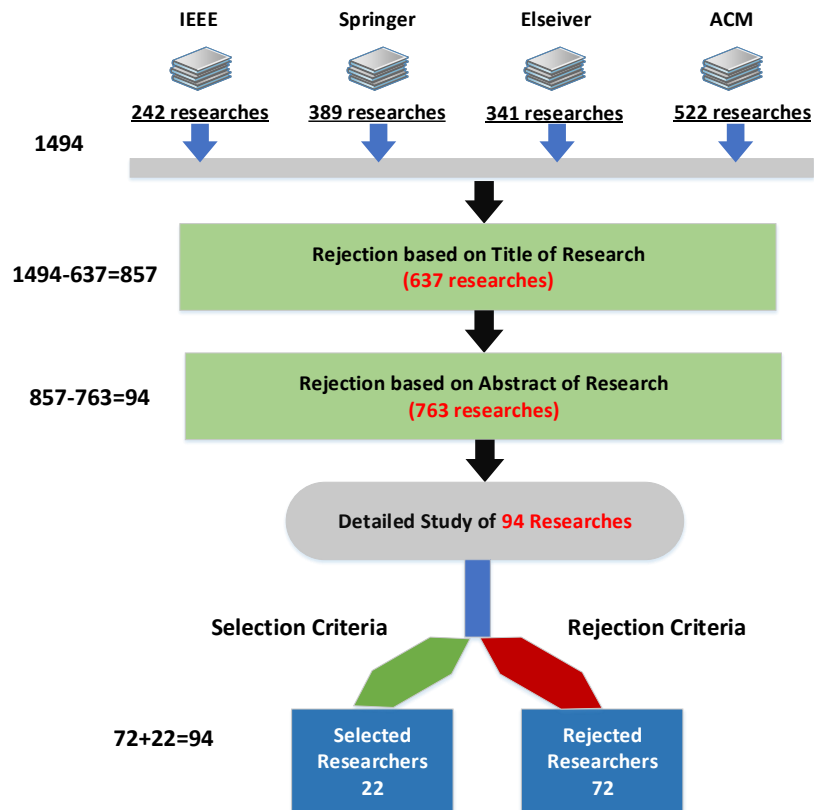 IEEE
Springer
Elseiver
ACM
242 researches
389 researches
341 researches
522 researches
1494
Rejection based on Title of Research
(637 researches)
1494-637=857
Rejection based on Abstract of Research
(763 researches)
857-763=94
Detailed Study of 94 Researches
Selection Criteria
Rejection Criteria
72+22=94
Selected
Researchers
22
Rejected
Researchers
72